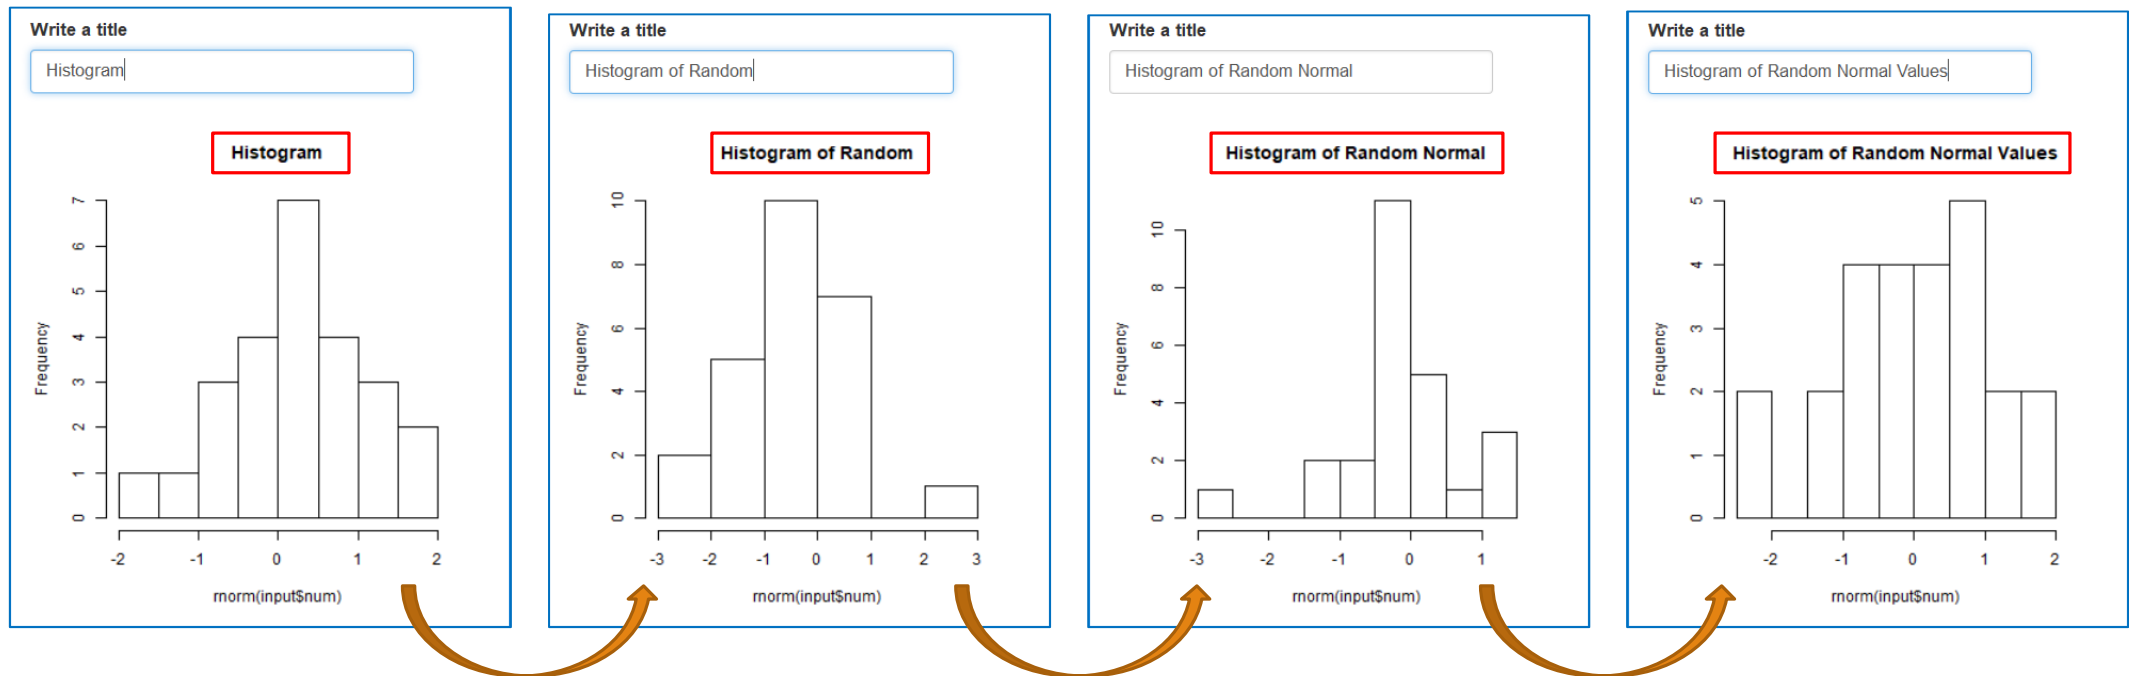 Write a title
Histogram
Histogram
7
6
5
4
3
2
1
0
Frequency
-2 -1 0 1 2
rnorm(input$num)
Write a title
Histogram of Random
Histogram of Random
10
8
6
4
2
0
Frequency
-3 -2 -1 0 1 2 3
rnorm(input$num)
Write a title
Histogram of Random Normal
Histogram of Random Normal
10
8
6
4
2
0
Frequency
-3 -2 -1 0 1
rnorm(input$num)
Write a title
Histogram of Random Normal Values
Histogram of Random Normal Values
5
4
3
2
1
0
Frequency
-2 -1 0 1 2
rnorm(input$num)